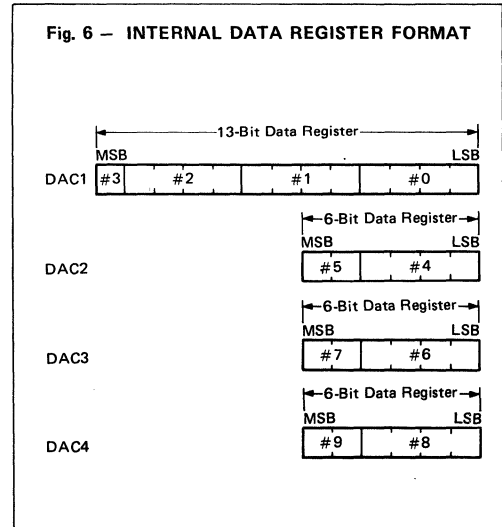 Fig. 6 — INTERNAL DATA REGISTER FORMAT
13-Bit Data Register
MSB LSB
DAC1 #3 #2 #1 #0
6-Bit Data Register
MSB LSB
DAC2 #5 #4
6-Bit Data Register
MSB LSB
DAC3 #7 #6
6-Bit Data Register
MSB LSB
DAC4 #9 #8